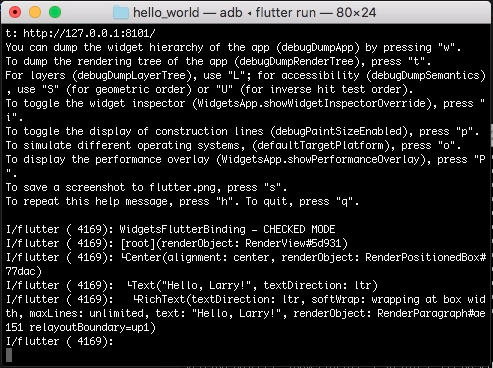 hello_world — adb ◂ flutter run — 80×24
t: http://127.0.0.1:8101/
You can dump the widget hierarchy of the app (debugDumpApp) by pressing "w".
To dump the rendering tree of the app (debugDumpRenderTree), press "t".
For layers (debugDumpLayerTree), use "L"; for accessibility (debugDumpSemantics)
, use "S" (for geometric order) or "U" (for inverse hit test order).
To toggle the widget inspector (WidgetsApp.showWidgetInspectorOverride), press "
i".
To toggle the display of construction lines (debugPaintSizeEnabled), press "p".
To simulate different operating systems, (defaultTargetPlatform), press "o".
To display the performance overlay (WidgetsApp.showPerformanceOverlay), press "P
".
To save a screenshot to flutter.png, press "s".
To repeat this help message, press "h". To quit, press "q".
I/flutter ( 4169): WidgetsFlutterBinding - CHECKED MODE
I/flutter ( 4169): [root](renderObject: RenderView#5d931)
I/flutter ( 4169): └Center(alignment: center, renderObject: RenderPositionedBox#
77dac)
I/flutter ( 4169):  └Text("Hello, Larry!", textDirection: ltr)
I/flutter ( 4169):   └RichText(textDirection: ltr, softWrap: wrapping at box wid
th, maxLines: unlimited, text: "Hello, Larry!", renderObject: RenderParagraph#ae
151 relayoutBoundary=up1)
I/flutter ( 4169):